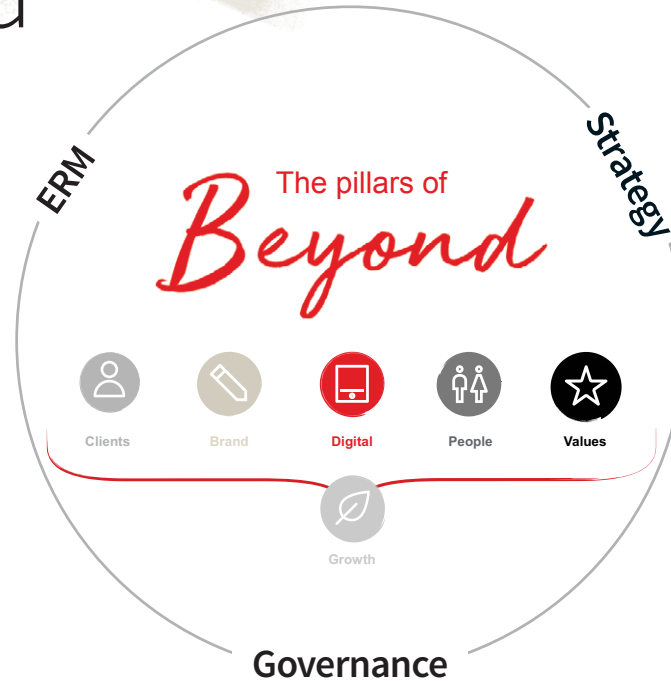 ERM
Strategy
The pillars of
Beyond
Clients Brand Digital People Values
Growth
Governance